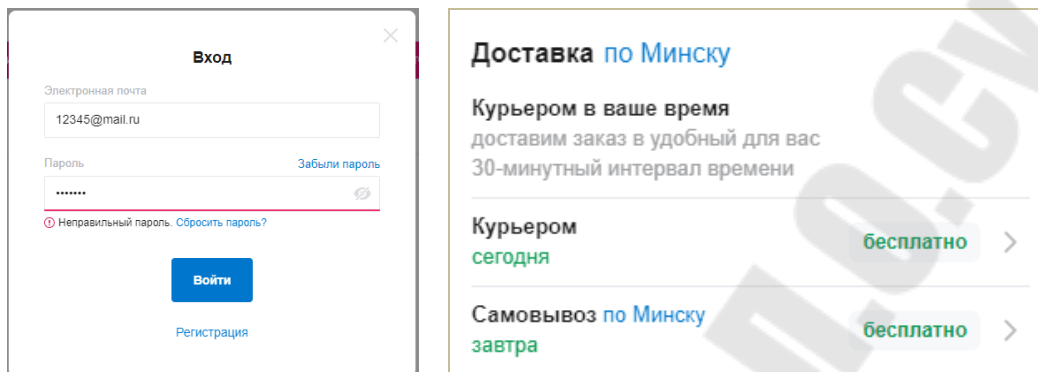 Вход
Электронная почта
12345@mail.ru
Пароль Забыли пароль
•••••••
Неправильный пароль. Сбросить пароль?
Войти
Регистрация
Доставка по Минску
Курьером в ваше время
доставим заказ в удобный для вас
30-минутный интервал времени
Курьером
сегодня
бесплатно
Самовывоз по Минску
завтра
бесплатно